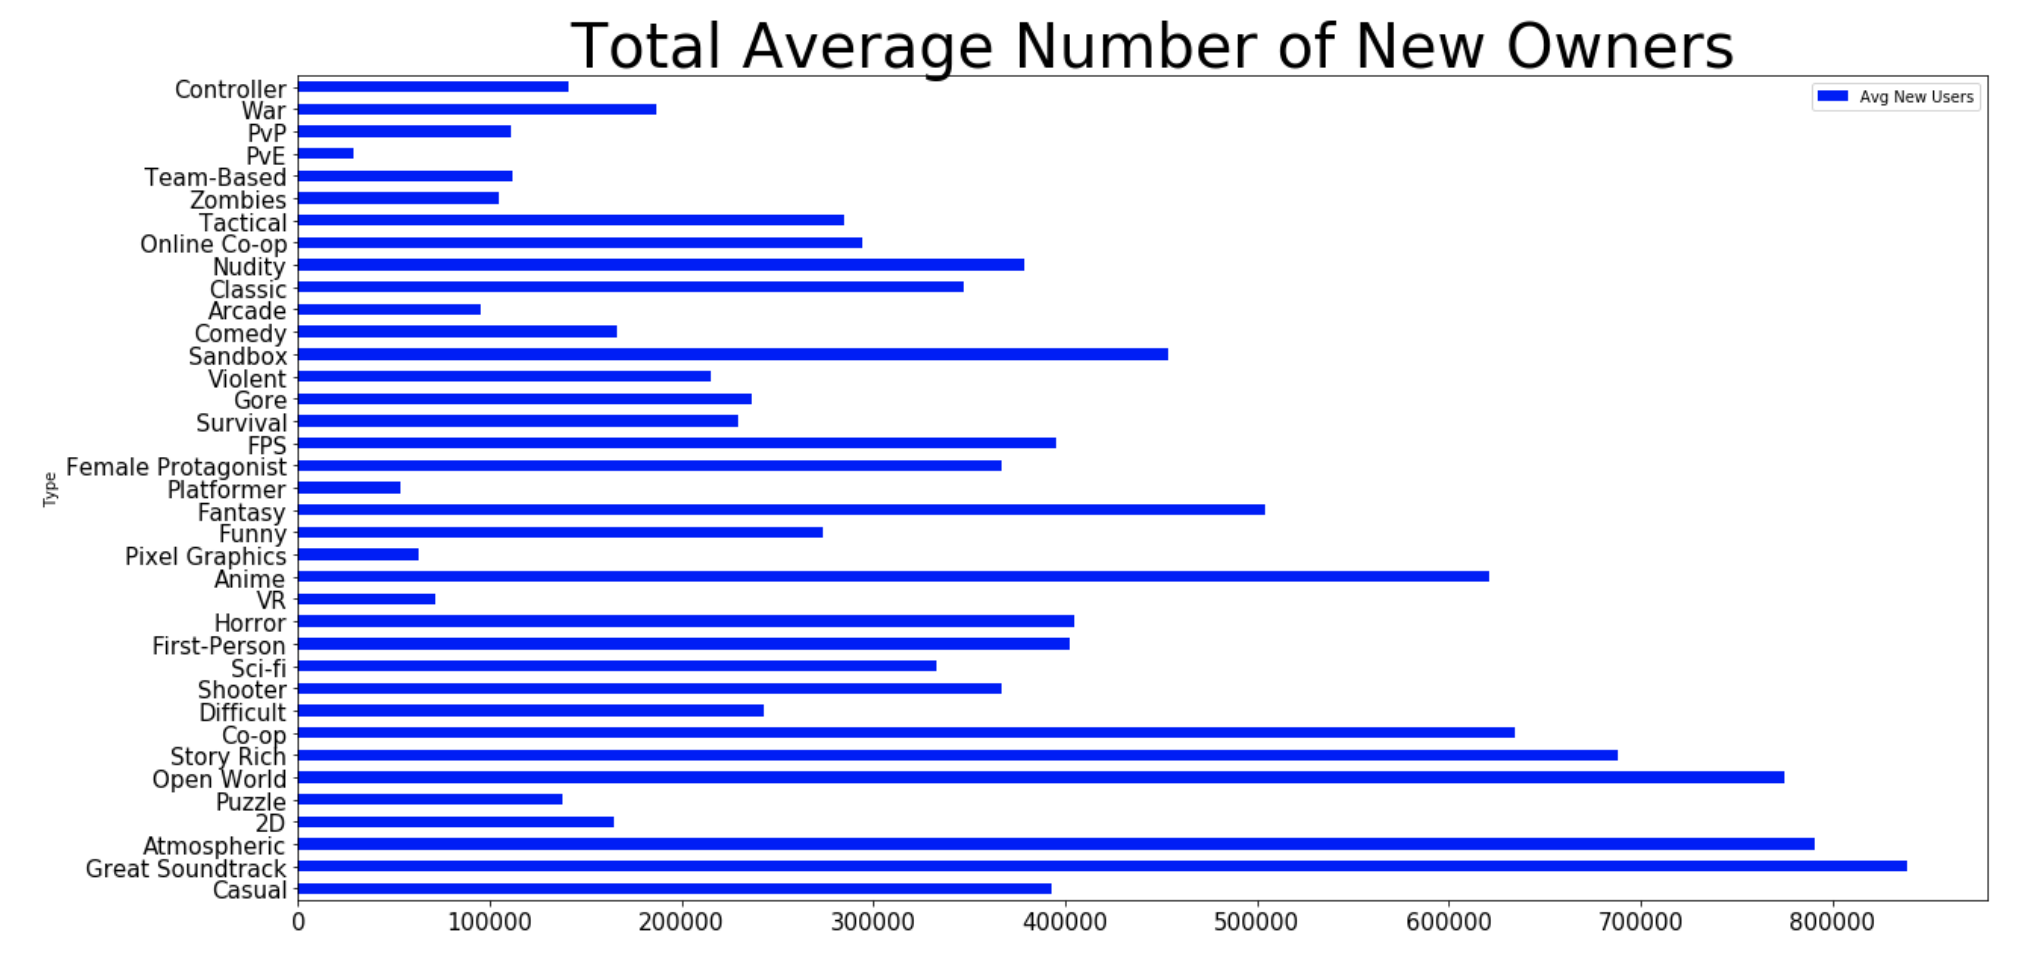 Total Average Number of New Owners
Avg New Users
Type
Controller
War
PvP
PvE
Team-Based
Zombies
Tactical
Online Co-op
Nudity
Classic
Arcade
Comedy
Sandbox
Violent
Gore
Survival
FPS
Female Protagonist
Platformer
Fantasy
Funny
Pixel Graphics
Anime
VR
Horror
First-Person
Sci-fi
Shooter
Difficult
Co-op
Story Rich
Open World
Puzzle
2D
Atmospheric
Great Soundtrack
Casual
0 100000 200000 300000 400000 500000 600000 700000 800000